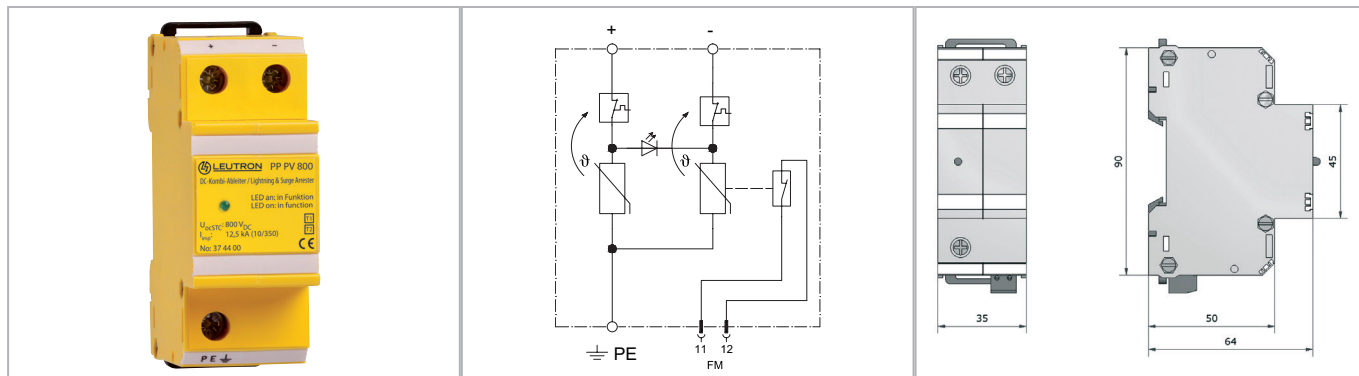 + -
LEUTRON PP PV 800
DC-Kombi-Ableiter / Lightning & Surge Arrester
LED an: in Funktion
LED on: in function
T1
T2
UocSTC: 800 VDC
Iimp: 12,5 kA (10/350)
CE
No: 37 44 00
PE
+ -
ϑ ϑ
PE
11 12
FM
90
45
35
50
64